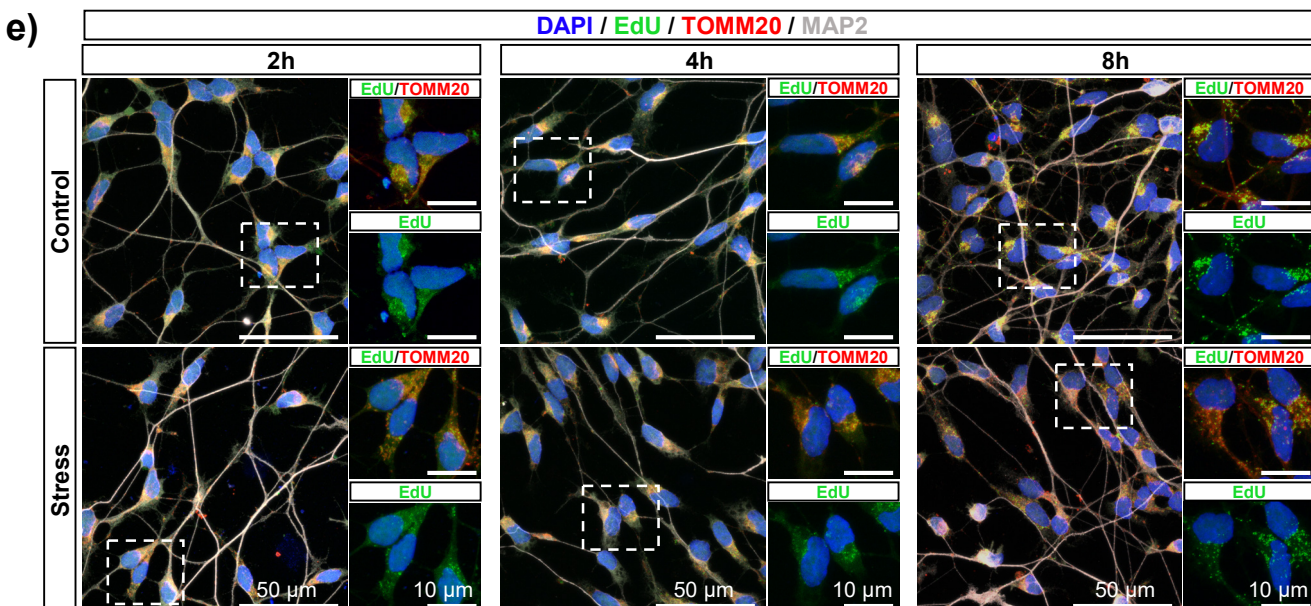 e)
DAPI / EdU / TOMM20 / MAP2
2h
4h
8h
Control
EdU/TOMM20
EdU
EdU/TOMM20
EdU
EdU/TOMM20
EdU
Stress
EdU/TOMM20
EdU
50 µm
10 µm
EdU/TOMM20
EdU
50 µm
10 µm
EdU/TOMM20
EdU
50 µm
10 µm